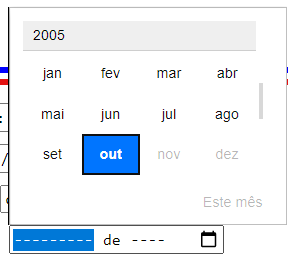 2005
jan fev mar abr
mai jun jul ago
set out nov dez
Este mês
--------- de ----